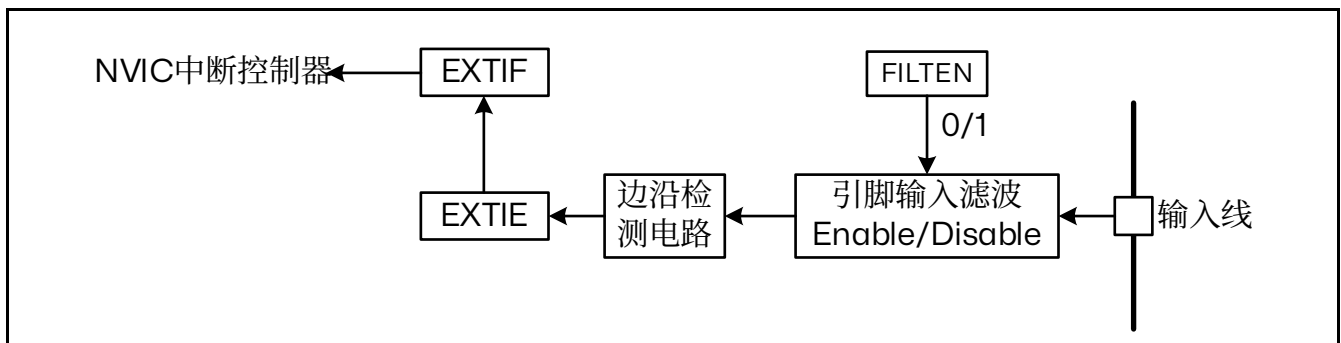 NVIC中断控制器
EXTIF
FILTEN
0/1
EXTIE
边沿检
测电路
引脚输入滤波
Enable/Disable
输入线